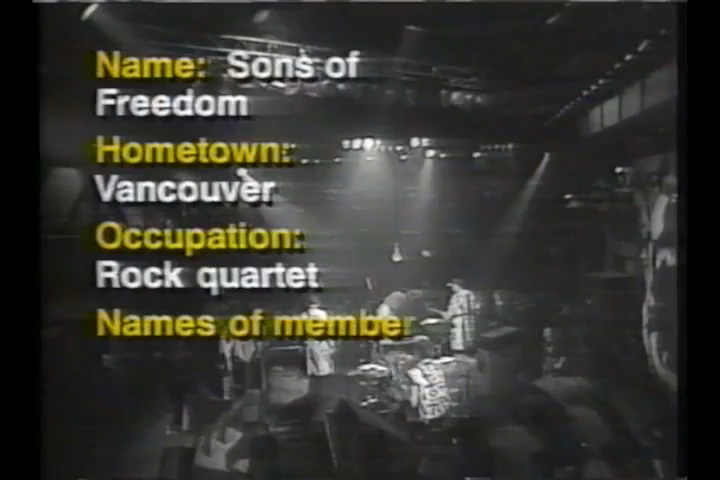 Name: Sons of
Freedom
Hometown:
Vancouver
Occupation:
Rock quartet
Names of member